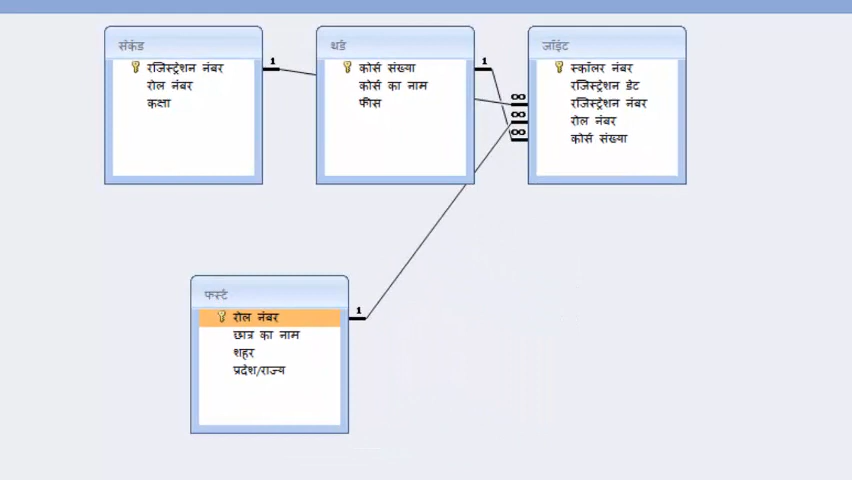 सेकंड
रजिस्ट्रेशन नंबर
रोल नंबर
कक्षा
1
थर्ड
कोर्स संख्या
कोर्स का नाम
फीस
1
जॉइंट
स्कॉलर नंबर
रजिस्ट्रेशन डेट
रजिस्ट्रेशन नंबर
रोल नंबर
कोर्स संख्या
∞
∞
∞
फर्स्ट
रोल नंबर
छात्र का नाम
शहर
प्रदेश/राज्य
1